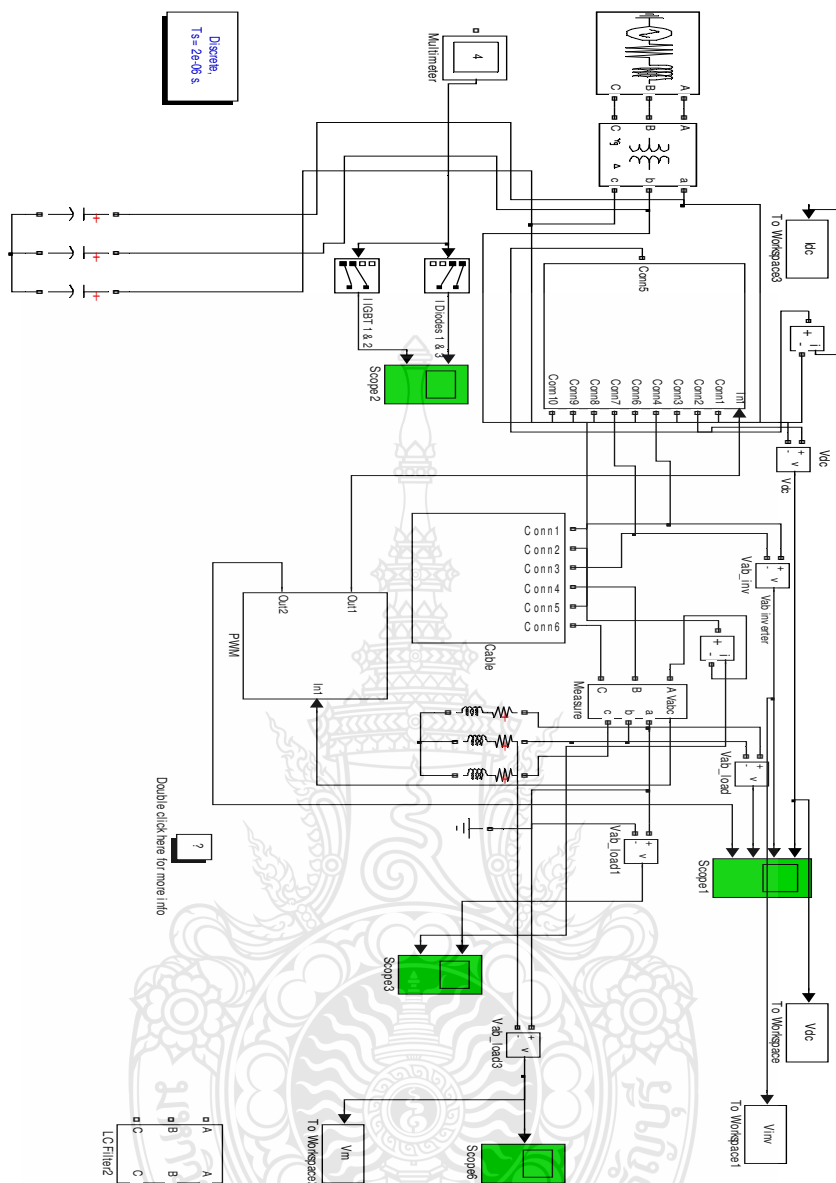 Discrete,
Ts = 2e-06 s.
Multimeter
4
A
B
C
A
B
C
a
b
c
Yg
Δ
Idc
To Workspace3
+
-
i
Conn5
In1
Conn1
Conn2
Conn3
Conn4
Conn6
Conn7
Conn8
Conn9
Conn10
I Diodes 1 & 3
I IGBT 1 & 2
Scope2
Vdc
+
-
v
Vdc
Conn1
Conn2
Conn3
Conn4
Conn5
Conn6
Cable
+
-
v
Vab_inv
Vab inverter
+
-
i
Out1
Out2
In1
PWM
A
B
C
Vabc
a
b
c
Measure
+
-
v
Vab_load
+
-
v
Vab_load1
Scope1
?
Double click here for more info
Scope3
+
-
v
Vab_load3
Vdc
To Workspace
Vinv
To Workspace1
Vm
To Workspace
Scope6
A
B
C
A
B
C
LC Filter2